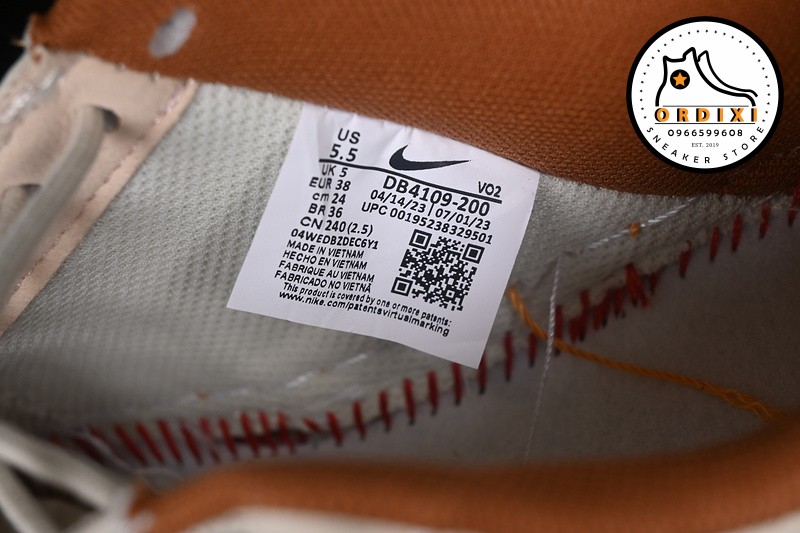 ORDIXI
0966599608
EST. 2019
SNEAKER STORE
US
5.5
UK 5
EUR 38
cm 24
BR 36
CN 240 (2.5)
VO2
DB4109-200
04/14/23 | 07/01/23
UPC 00195238329501
04WEDBZDEC6Y1
MADE IN VIETNAM
HECHO EN VIETNAM
FABRIQUE AU VIETNAM
FABRICADO NO VIETNÃ
This product is covered by one or more patents:
www.nike.com/patentsvirtualmarking